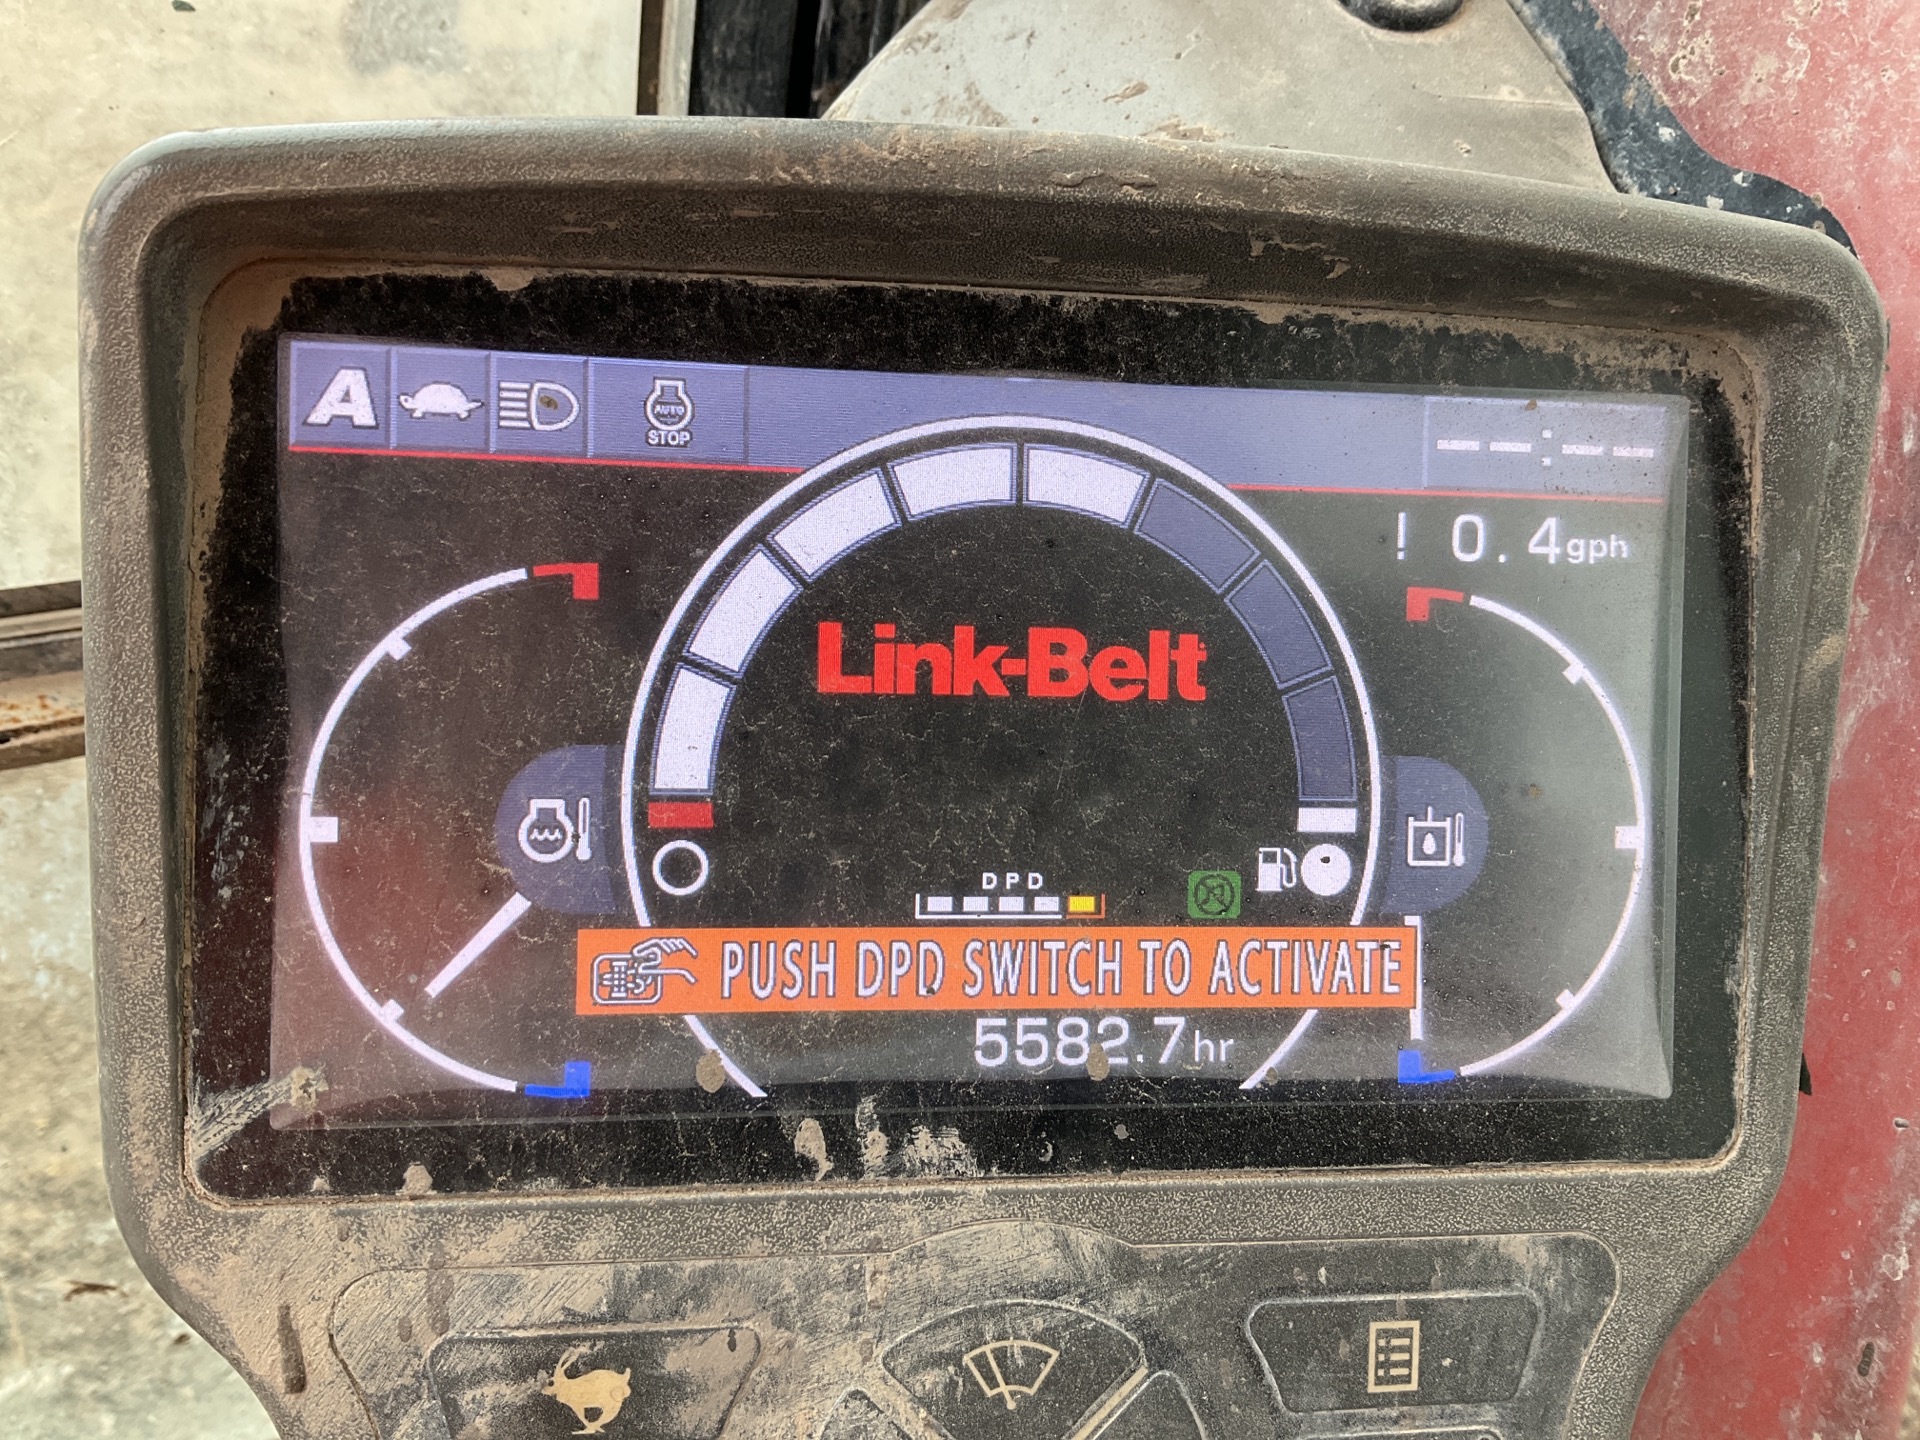 A
AUTO
STOP
--:--
! 0.4gph
Link-Belt
DPD
PUSH DPD SWITCH TO ACTIVATE
5582.7hr